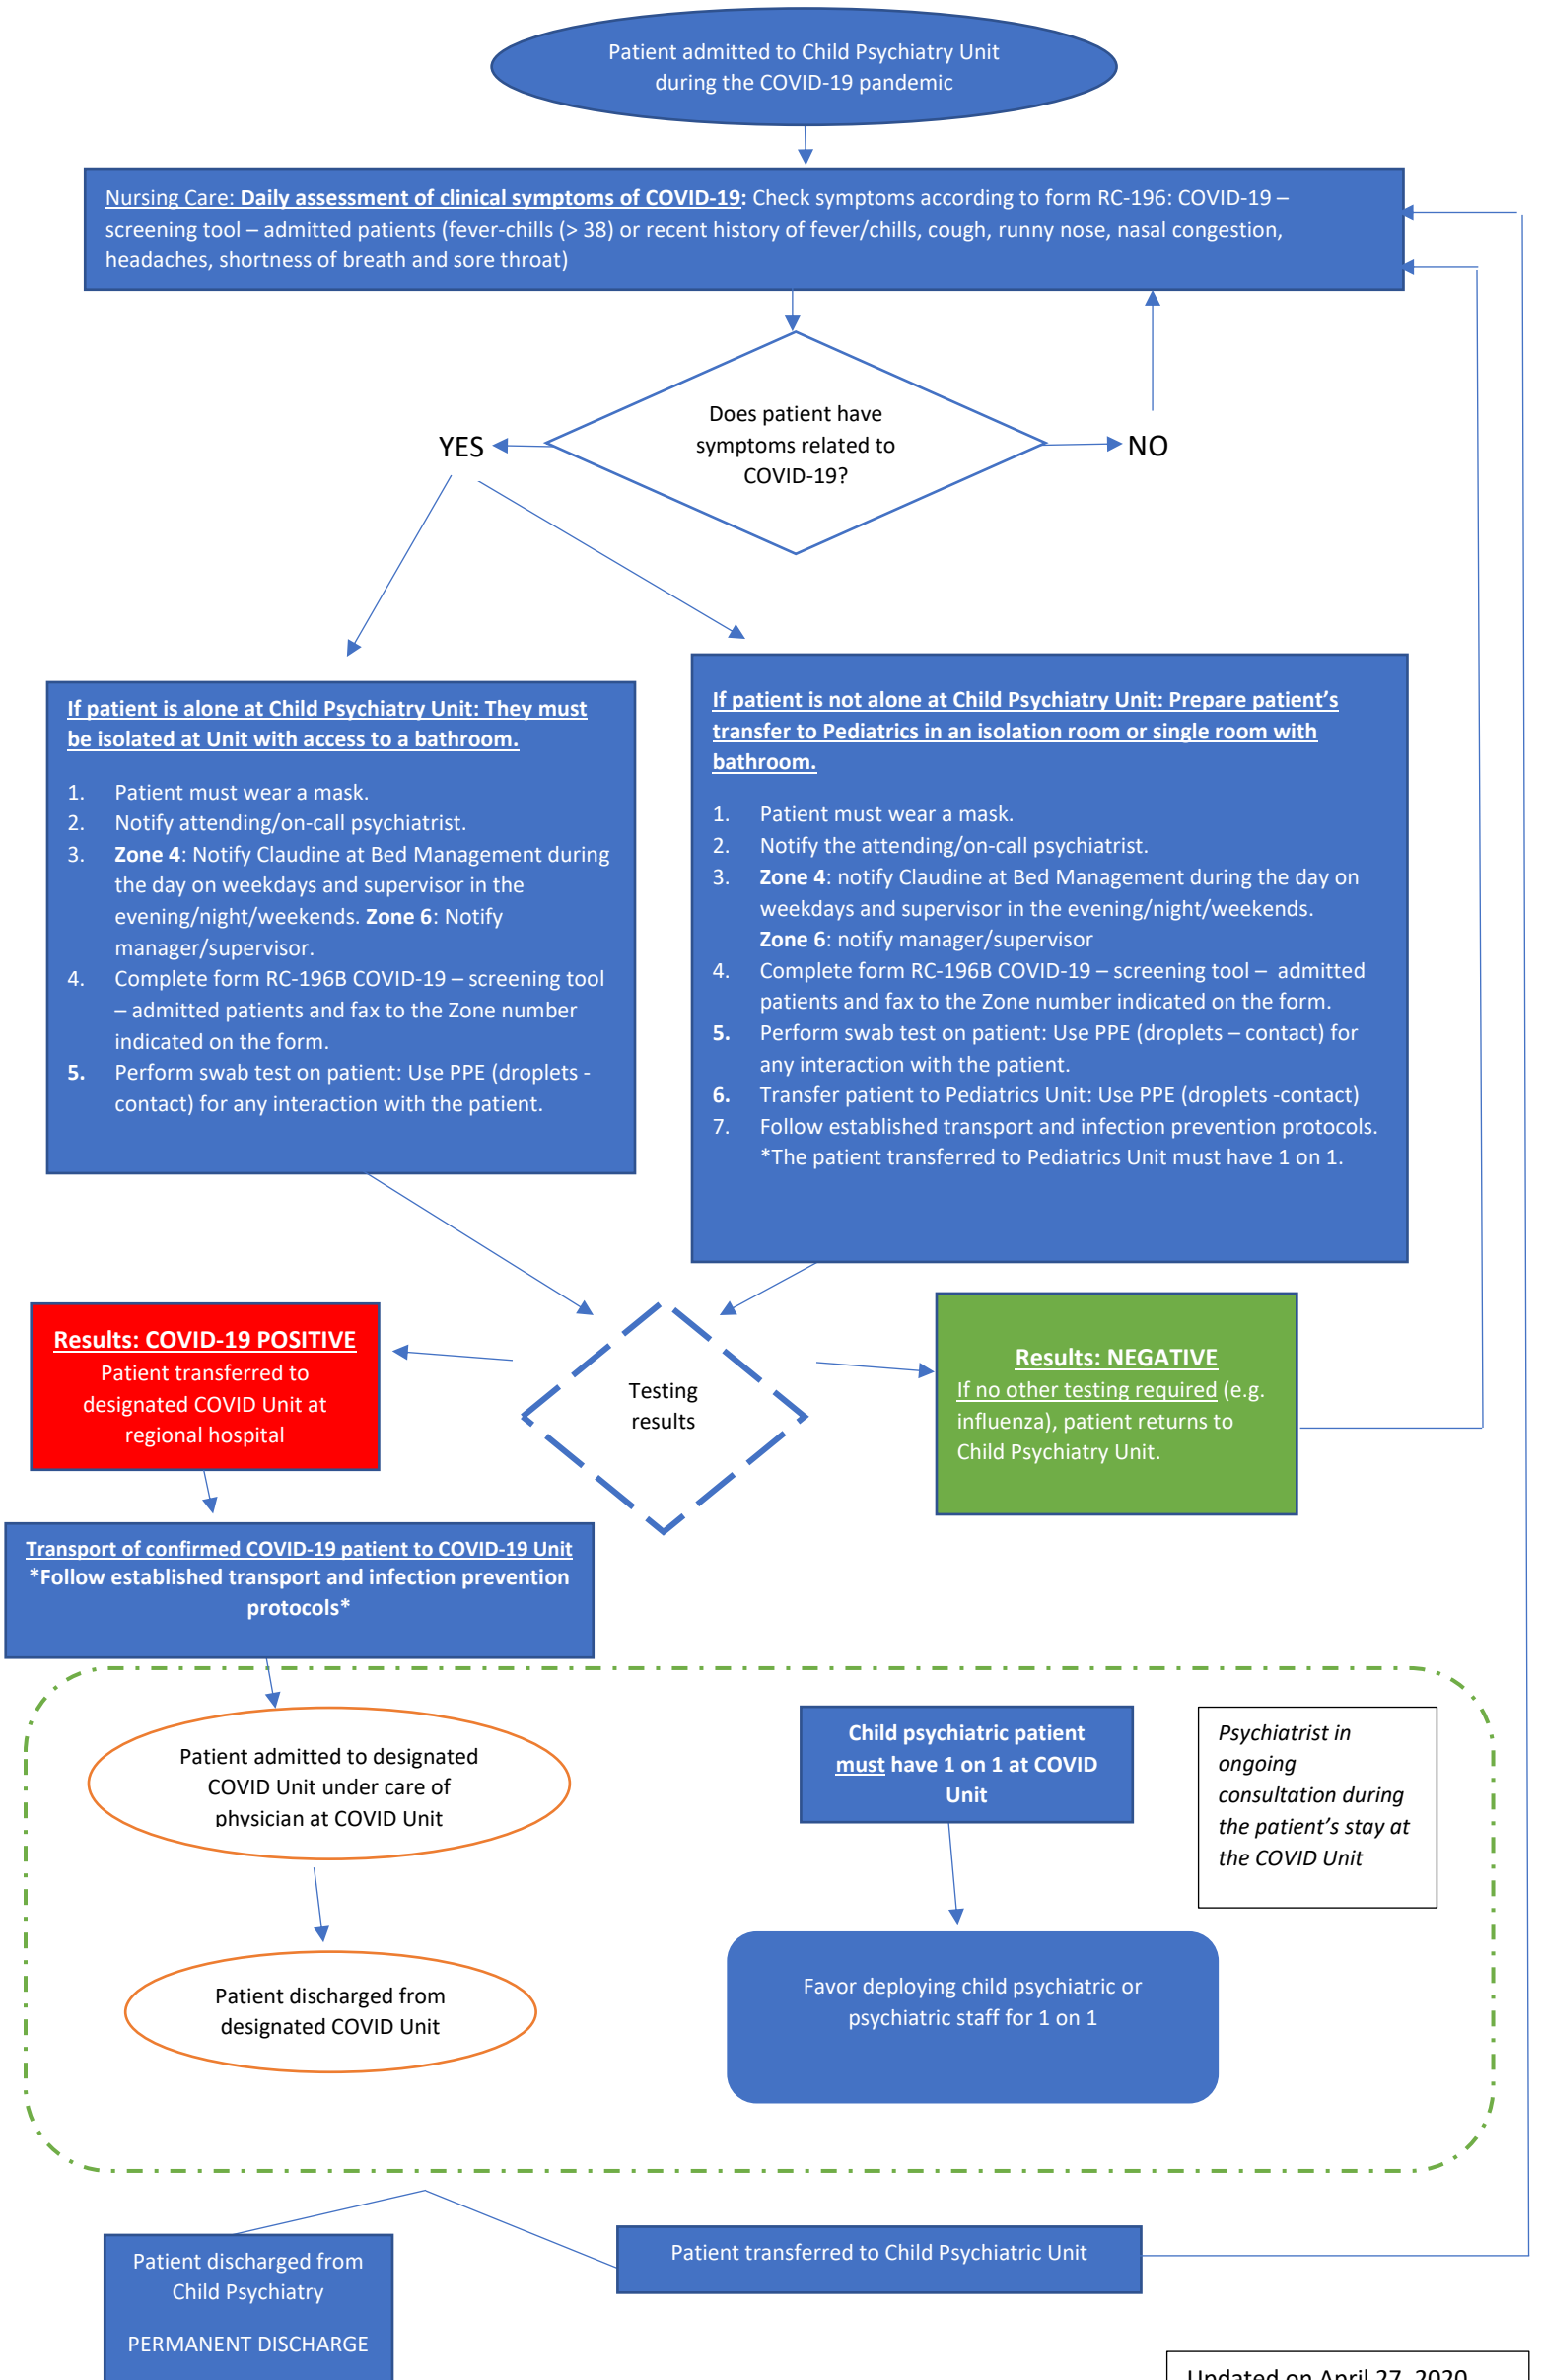 Patient admitted to Child Psychiatry Unit
during the COVID-19 pandemic
Nursing Care: Daily assessment of clinical symptoms of COVID-19: Check symptoms according to form RC-196: COVID-19 –
screening tool – admitted patients (fever-chills (> 38) or recent history of fever/chills, cough, runny nose, nasal congestion,
headaches, shortness of breath and sore throat)
Does patient have
symptoms related to
COVID-19?
YES
NO
If patient is alone at Child Psychiatry Unit: They must
be isolated at Unit with access to a bathroom.
1. Patient must wear a mask.
2. Notify attending/on-call psychiatrist.
3. Zone 4: Notify Claudine at Bed Management during
the day on weekdays and supervisor in the
evening/night/weekends. Zone 6: Notify
manager/supervisor.
4. Complete form RC-196B COVID-19 – screening tool
– admitted patients and fax to the Zone number
indicated on the form.
5. Perform swab test on patient: Use PPE (droplets -
contact) for any interaction with the patient.
If patient is not alone at Child Psychiatry Unit: Prepare patient’s
transfer to Pediatrics in an isolation room or single room with
bathroom.
1. Patient must wear a mask.
2. Notify the attending/on-call psychiatrist.
3. Zone 4: notify Claudine at Bed Management during the day on
weekdays and supervisor in the evening/night/weekends.
Zone 6: notify manager/supervisor
4. Complete form RC-196B COVID-19 – screening tool – admitted
patients and fax to the Zone number indicated on the form.
5. Perform swab test on patient: Use PPE (droplets – contact) for
any interaction with the patient.
6. Transfer patient to Pediatrics Unit: Use PPE (droplets -contact)
7. Follow established transport and infection prevention protocols.
*The patient transferred to Pediatrics Unit must have 1 on 1.
Results: COVID-19 POSITIVE
Patient transferred to
designated COVID Unit at
regional hospital
Testing
results
Results: NEGATIVE
If no other testing required (e.g.
influenza), patient returns to
Child Psychiatry Unit.
Transport of confirmed COVID-19 patient to COVID-19 Unit
*Follow established transport and infection prevention
protocols*
Patient admitted to designated
COVID Unit under care of
physician at COVID Unit
Child psychiatric patient
must have 1 on 1 at COVID
Unit
Psychiatrist in
ongoing
consultation during
the patient’s stay at
the COVID Unit
Patient discharged from
designated COVID Unit
Favor deploying child psychiatric or
psychiatric staff for 1 on 1
Patient discharged from
Child Psychiatry
PERMANENT DISCHARGE
Patient transferred to Child Psychiatric Unit
Updated on April 27, 2020